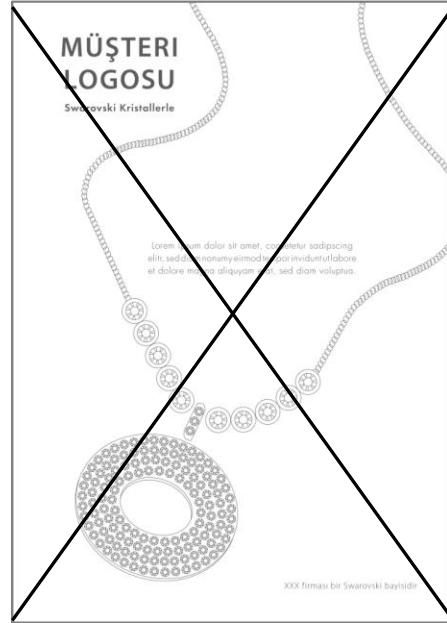 MÜŞTERI
LOGOSU
Swarovski Kristallerle
Lorem ipsum dolor sit amet, consetetur sadipscing
elitr, sed diam nonumy eirmod tempor invidunt ut labore
et dolore magna aliquyam erat, sed diam voluptua.
XXX firması bir Swarovski bayisidir